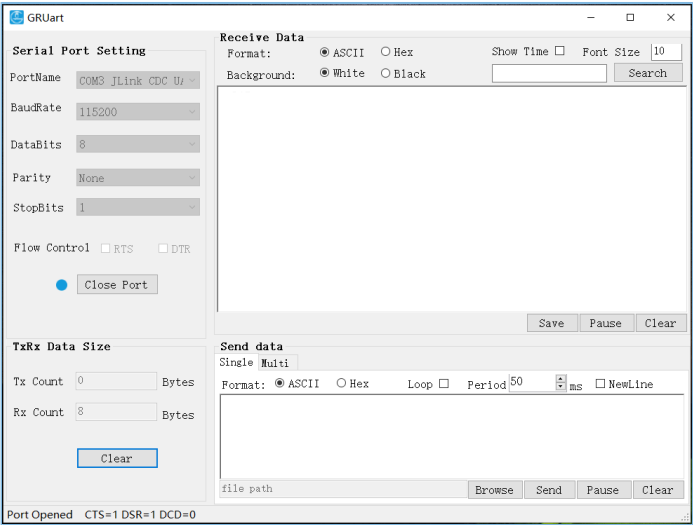 GRUart
Serial Port Setting
PortName COM3 JLink CDC UA
BaudRate 115200
DataBits 8
Parity None
StopBits 1
Flow Control RTS DTR
Close Port
TxRx Data Size
Tx Count 0 Bytes
Rx Count 8 Bytes
Clear
Receive Data
Format: ASCII Hex Show Time Font Size 10
Background: White Black Search
Save Pause Clear
Send data
Single Multi
Format: ASCII Hex Loop Period 50 ms NewLine
file path Browse Send Pause Clear
Port Opened CTS=1 DSR=1 DCD=0